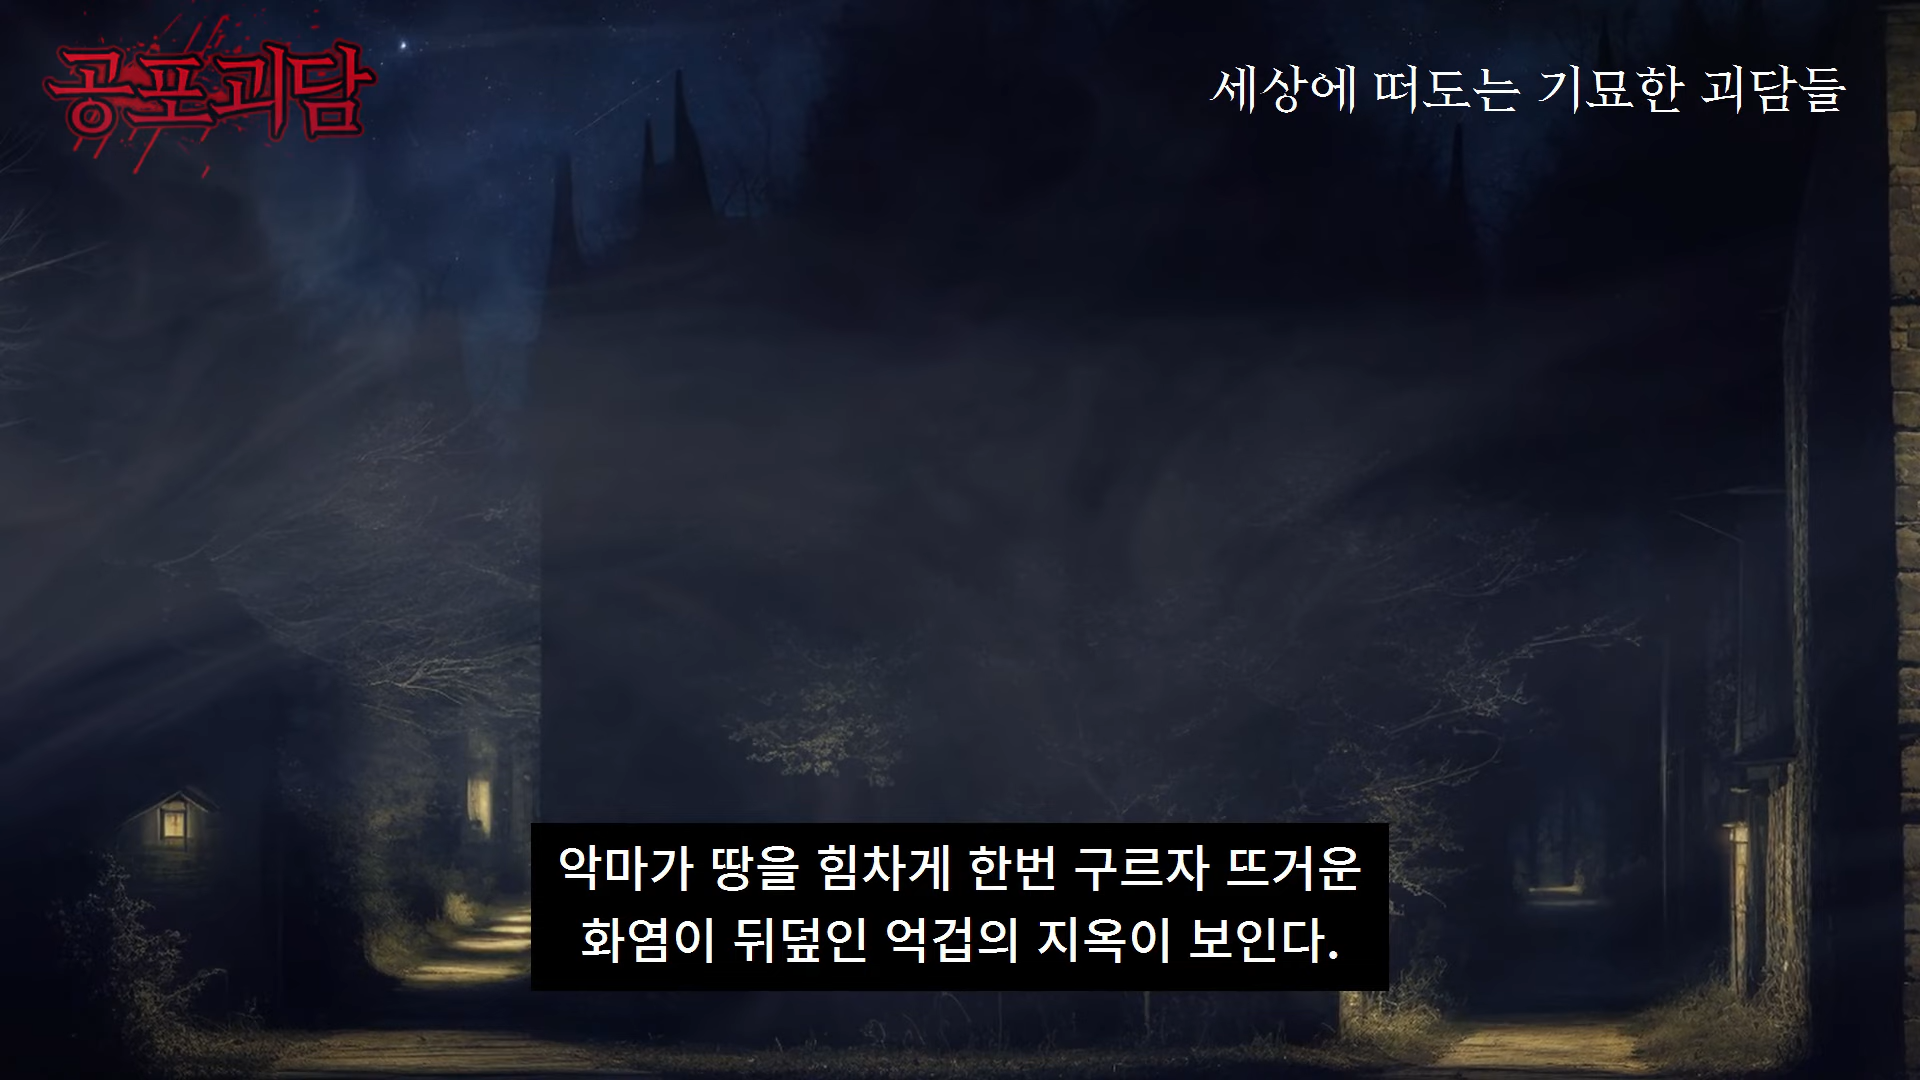 공포괴담
세상에 떠도는 기묘한 괴담들
악마가 땅을 힘차게 한번 구르자 뜨거운
화염이 뒤덮인 억겁의 지옥이 보인다.